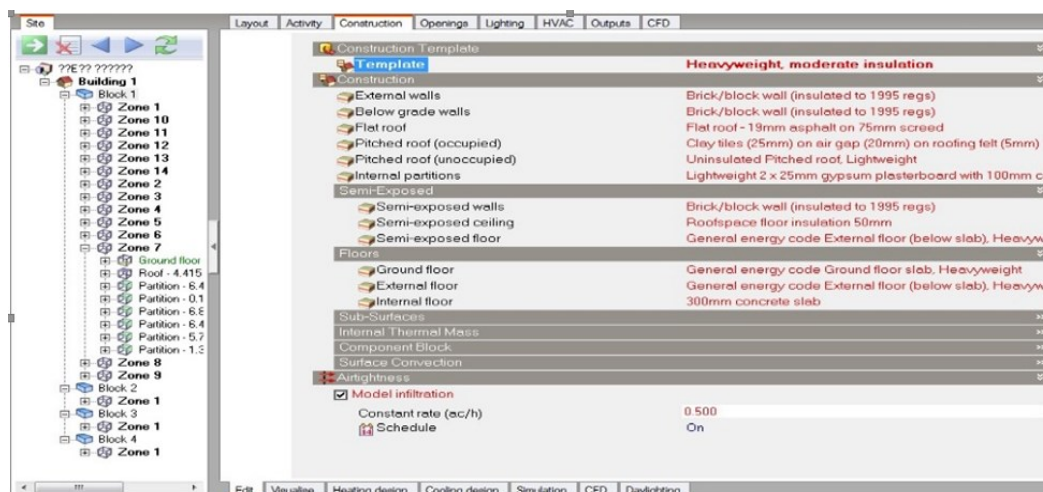 Site
Layout Activity Construction Openings Lighting HVAC Outputs CFD
Construction Template
Template Heavyweight, moderate insulation
Construction
External walls Brick/block wall (insulated to 1995 regs)
Below grade walls Brick/block wall (insulated to 1995 regs)
Flat roof Flat roof - 19mm asphalt on 75mm screed
Pitched roof (occupied) Clay tiles (25mm) on air gap (20mm) on roofing felt (5mm)
Pitched roof (unoccupied) Uninsulated Pitched roof, Lightweight
Internal partitions Lightweight 2 x 25mm gypsum plasterboard with 100mm c
Semi-Exposed
Semi-exposed walls Brick/block wall (insulated to 1995 regs)
Semi-exposed ceiling Roofspace floor insulation 50mm
Semi-exposed floor General energy code External floor (below slab), Heavyw
Floors
Ground floor General energy code Ground floor slab, Heavyweight
External floor General energy code External floor (below slab), Heavyw
Internal floor 300mm concrete slab
Sub-Surfaces
Internal Thermal Mass
Component Block
Surface Convection
Airtightness
Model infiltration
Constant rate (ac/h) 0.500
Schedule On
??E?? ??????
Building 1
Block 1
Zone 1
Zone 10
Zone 11
Zone 12
Zone 13
Zone 14
Zone 2
Zone 3
Zone 4
Zone 5
Zone 6
Zone 7
Ground floor
Roof - 4.415
Partition - 6.4
Partition - 0.1
Partition - 6.8
Partition - 6.4
Partition - 5.7
Partition - 1.3
Zone 8
Zone 9
Block 2
Zone 1
Block 3
Zone 1
Block 4
Zone 1
Edit Visualise Heating design Cooling design Simulation CFD Daylighting